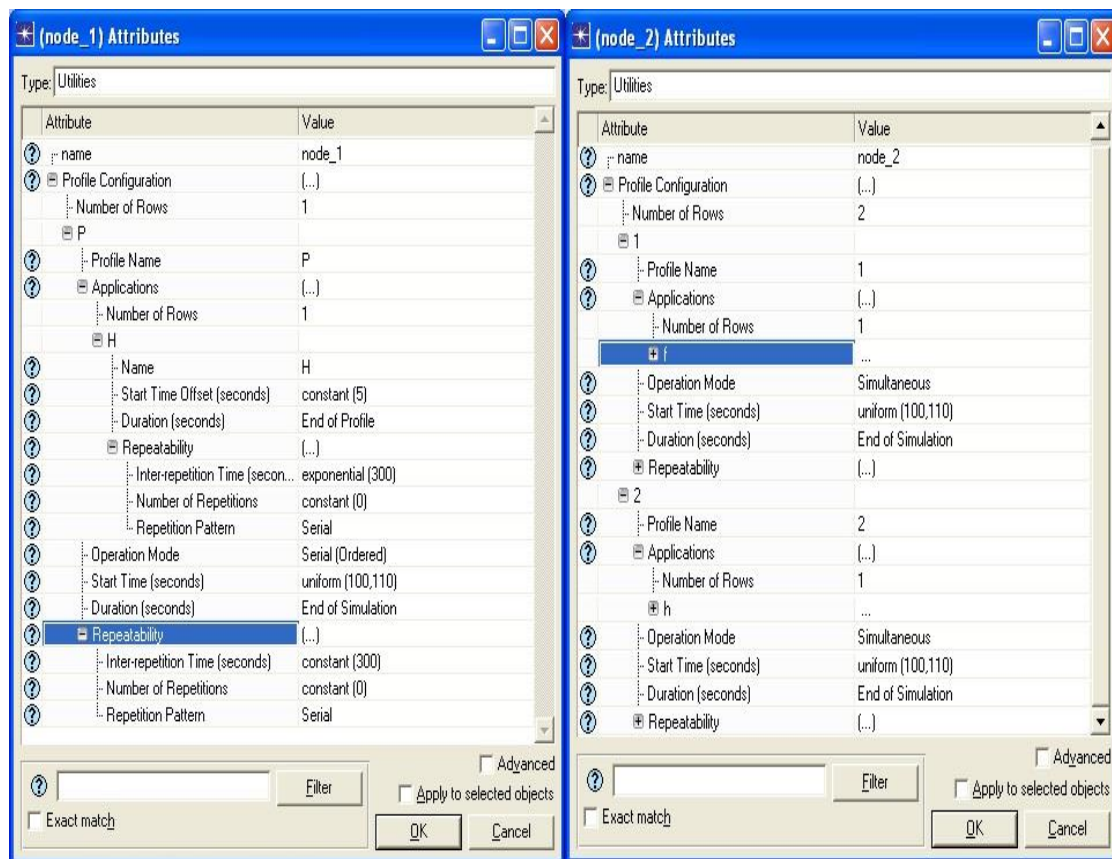 (node_1) Attributes
Type: Utilities
Attribute Value
name node_1
Profile Configuration (...)
Number of Rows 1
P
Profile Name P
Applications (...)
Number of Rows 1
H
Name H
Start Time Offset (seconds) constant (5)
Duration (seconds) End of Profile
Repeatability (...)
Inter-repetition Time (secon... exponential (300)
Number of Repetitions constant (0)
Repetition Pattern Serial
Operation Mode Serial (Ordered)
Start Time (seconds) uniform (100,110)
Duration (seconds) End of Simulation
Repeatability (...)
Inter-repetition Time (seconds) constant (300)
Number of Repetitions constant (0)
Repetition Pattern Serial
Advanced
Filter
Apply to selected objects
Exact match
OK Cancel
(node_2) Attributes
Type: Utilities
Attribute Value
name node_2
Profile Configuration (...)
Number of Rows 2
1
Profile Name 1
Applications (...)
Number of Rows 1
f ...
Operation Mode Simultaneous
Start Time (seconds) uniform (100,110)
Duration (seconds) End of Simulation
Repeatability (...)
2
Profile Name 2
Applications (...)
Number of Rows 1
h ...
Operation Mode Simultaneous
Start Time (seconds) uniform (100,110)
Duration (seconds) End of Simulation
Repeatability (...)
Advanced
Filter
Apply to selected objects
Exact match
OK Cancel